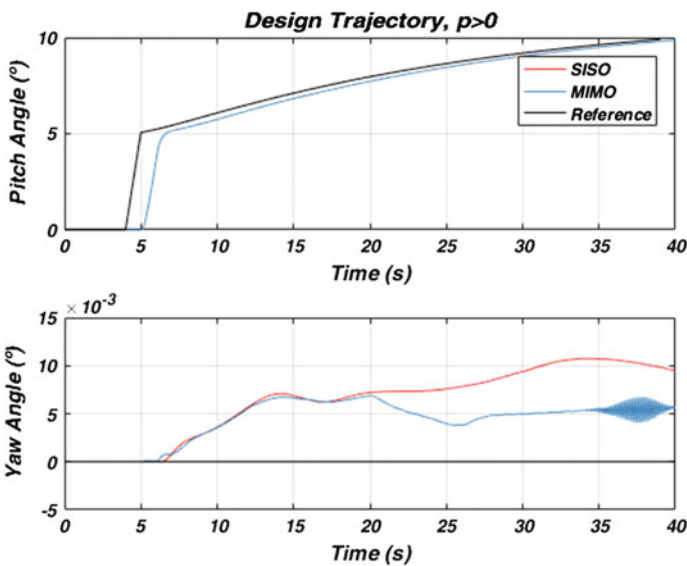 Design Trajectory, p>0
Pitch Angle (°)
10
5
0
SISO
MIMO
Reference
0 5 10 15 20 25 30 35 40
Time (s)
× 10-3
Yaw Angle (°)
15
10
5
0
-5
0 5 10 15 20 25 30 35 40
Time (s)